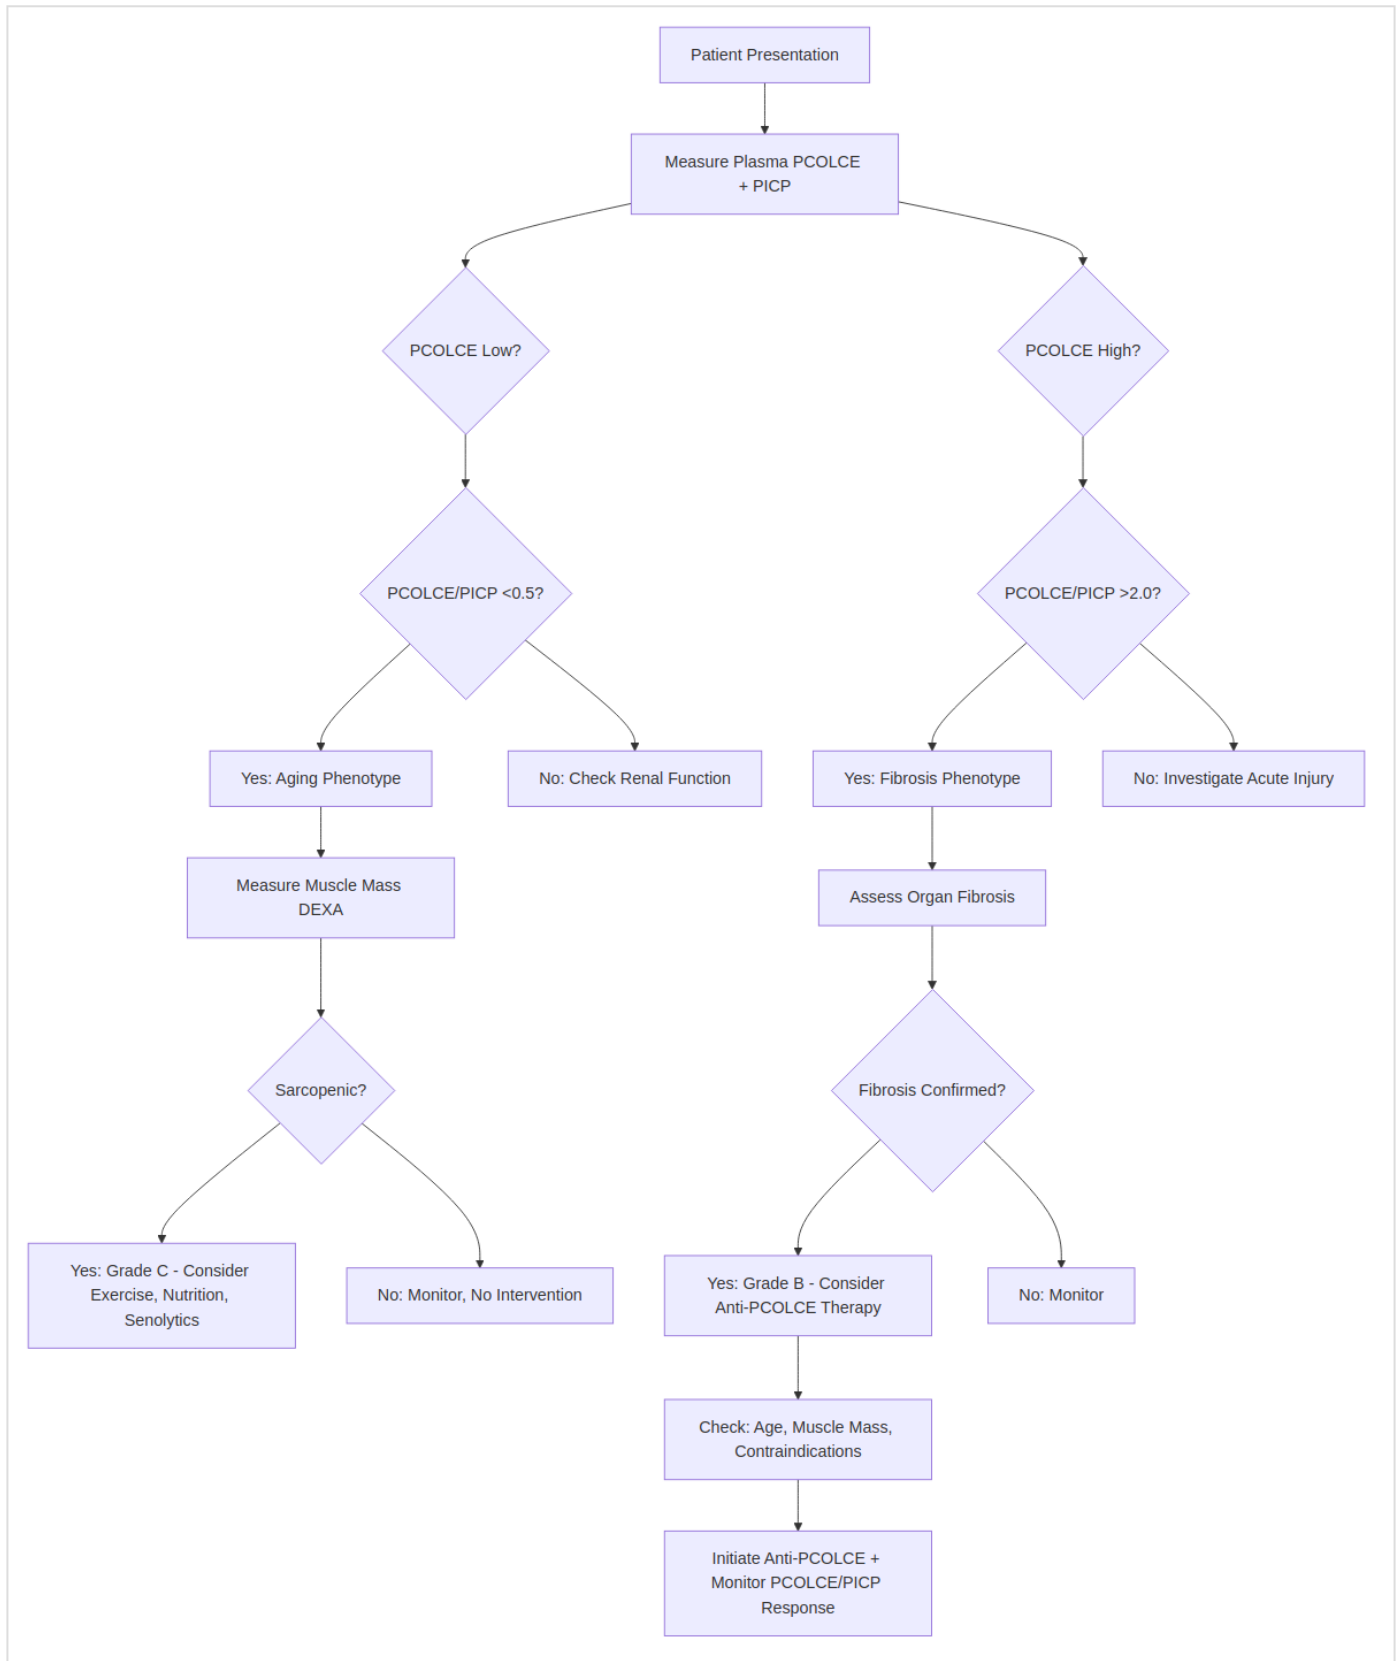 Patient Presentation
Measure Plasma PCOLCE
+ PICP
PCOLCE Low?
PCOLCE High?
PCOLCE/PICP <0.5?
PCOLCE/PICP >2.0?
Yes: Aging Phenotype
No: Check Renal Function
Yes: Fibrosis Phenotype
No: Investigate Acute Injury
Measure Muscle Mass
DEXA
Assess Organ Fibrosis
Sarcopenic?
Fibrosis Confirmed?
Yes: Grade C - Consider
Exercise, Nutrition,
Senolytics
No: Monitor, No Intervention
Yes: Grade B - Consider
Anti-PCOLCE Therapy
No: Monitor
Check: Age, Muscle Mass,
Contraindications
Initiate Anti-PCOLCE +
Monitor PCOLCE/PICP
Response